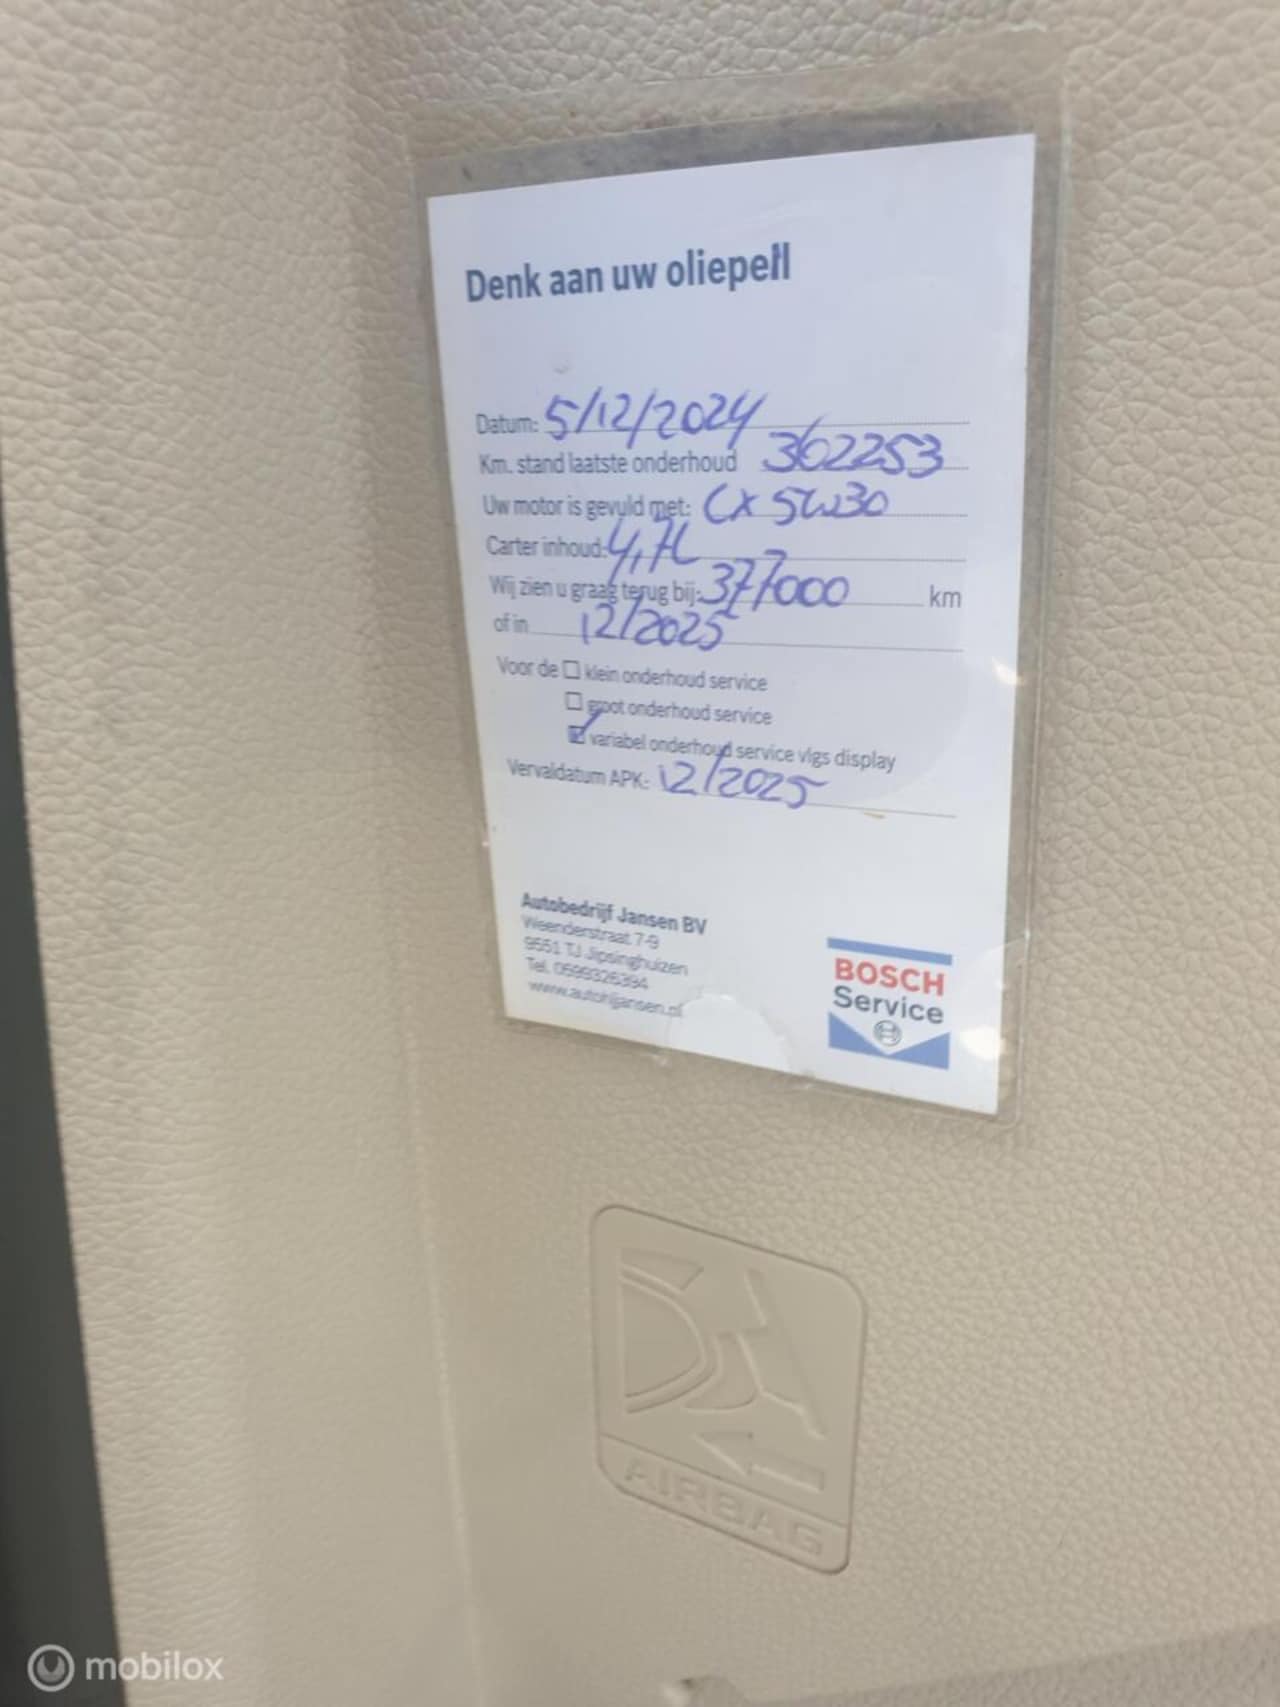 Denk aan uw oliepeil
Datum: 5/12/2024
Km. stand laatste onderhoud 362253
Uw motor is gevuld met: CX 5W30
Carter inhoud: 4,7L
Wij zien u graag terug bij: 377000 km
of in 12/2025
Voor de klein onderhoud service
groot onderhoud service
variabel onderhoud service vlgs display
Vervaldatum APK: 12/2025
Autobedrijf Jansen BV
Weenderstraat 7-9
9551 TJ Jipsinghuizen
Tel. 0599326394
BOSCH
Service
AIRBAG
mobilox